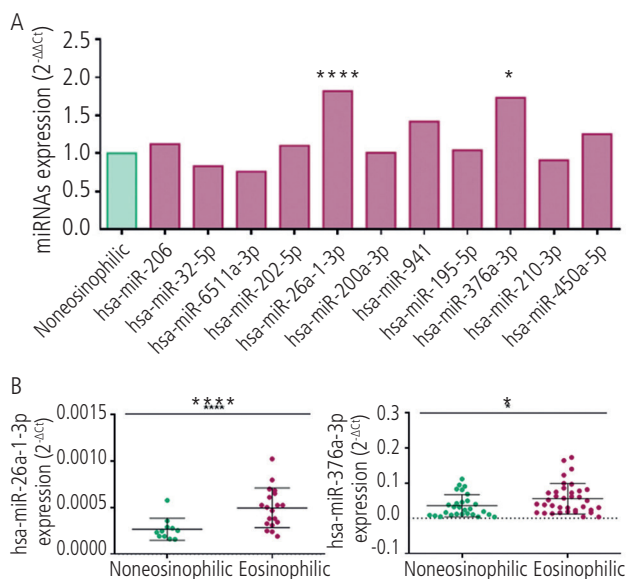 A
miRNAs expression (2-ΔΔCt)
2.5
2.0
1.5
1.0
0.5
0.0
****
*
Noneosinophilic
hsa-miR-206
hsa-miR-32-5p
hsa-miR-6511a-3p
hsa-miR-202-5p
hsa-miR-26a-1-3p
hsa-miR-200a-3p
hsa-miR-941
hsa-miR-195-5p
hsa-miR-376a-3p
hsa-miR-210-3p
hsa-miR-450a-5p
B
hsa-miR-26a-1-3p
expression (2-ΔCt)
0.0015
0.0010
0.0005
0.0000
****
****
Noneosinophilic Eosinophilic
hsa-miR-376a-3p
expression (2-ΔCt)
0.3
0.2
0.1
0.0
-0.1
*
*
Noneosinophilic Eosinophilic